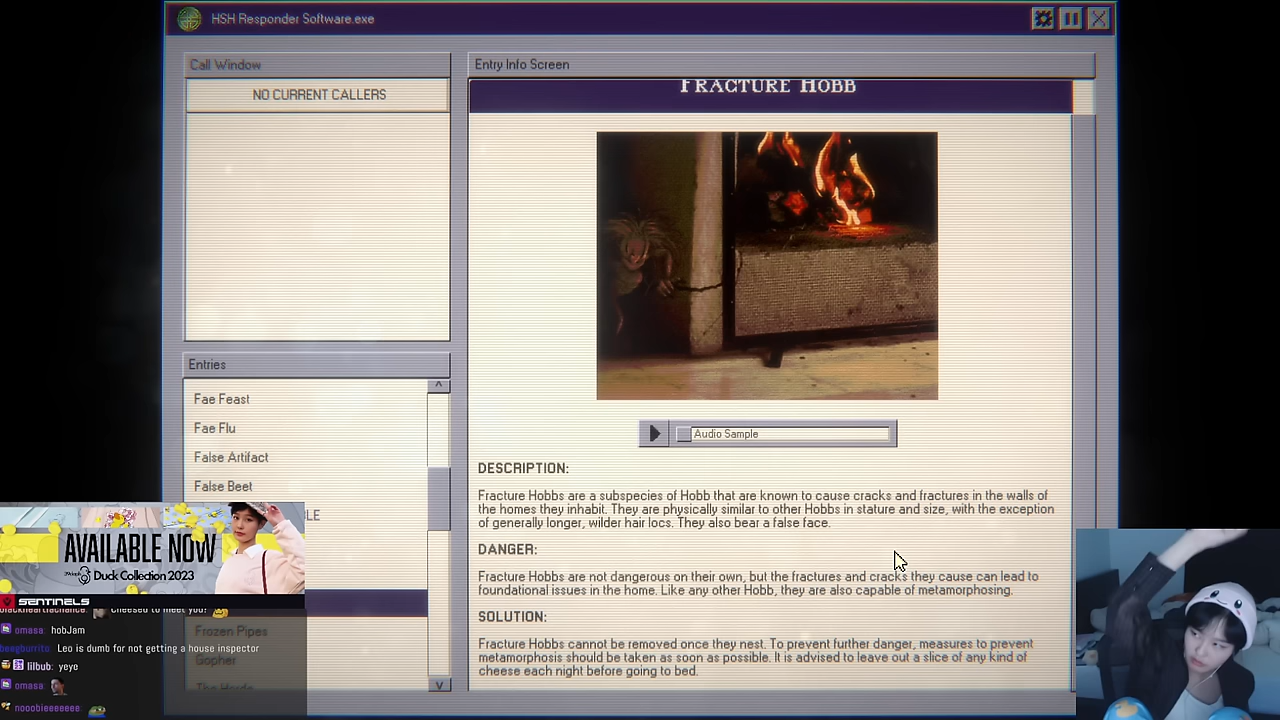 HSH Responder Software.exe
Call Window
NO CURRENT CALLERS
Entry Info Screen
FRACTURE HOBB
Audio Sample
DESCRIPTION:
Fracture Hobbs are a subspecies of Hobb that are known to cause cracks and fractures in the walls of
the homes they inhabit. They are physically similar to other Hobbs in stature and size, with the exception
of generally longer, wilder hair locs. They also bear a false face.
DANGER:
Fracture Hobbs are not dangerous on their own, but the fractures and cracks they cause can lead to
foundational issues in the home. Like any other Hobb, they are also capable of metamorphosing.
SOLUTION:
Fracture Hobbs cannot be removed once they nest. To prevent further danger, measures to prevent
metamorphosis should be taken as soon as possible. It is advised to leave out a slice of any kind of
cheese each night before going to bed.
Entries
Fae Feast
Fae Flu
False Artifact
False Beet
LE
Frozen Pipes
Gopher
The Horde
AVAILABLE NOW
Duck Collection 2023
SENTINELS
Cheesed to meet you!
omasa: hobJam
beegburrito: Leo is dumb for not getting a house inspector
lilbub: yeye
omasa:
nooobieeeeeee: